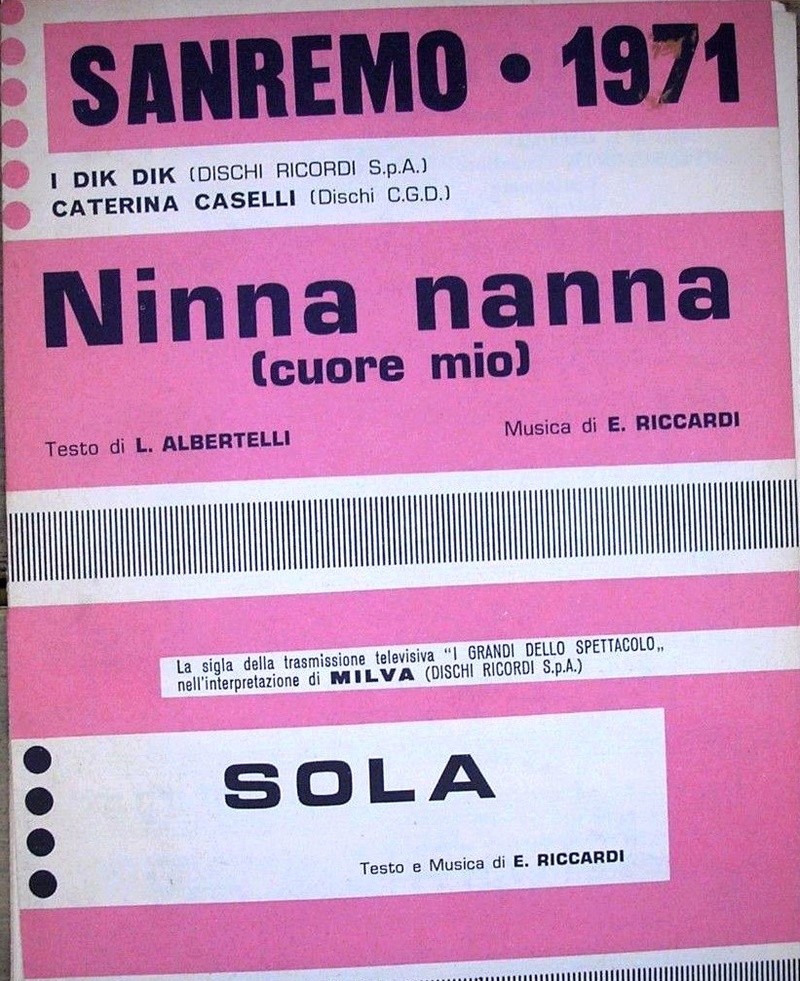 SANREMO • 1971
I DIK DIK (DISCHI RICORDI S.p.A.)
CATERINA CASELLI (Dischi C.G.D.)
Ninna nanna
(cuore mio)
Testo di L. ALBERTELLI
Musica di E. RICCARDI
La sigla della trasmissione televisiva "I GRANDI DELLO SPETTACOLO„
nell'interpretazione di MILVA (DISCHI RICORDI S.p.A.)
SOLA
Testo e Musica di E. RICCARDI